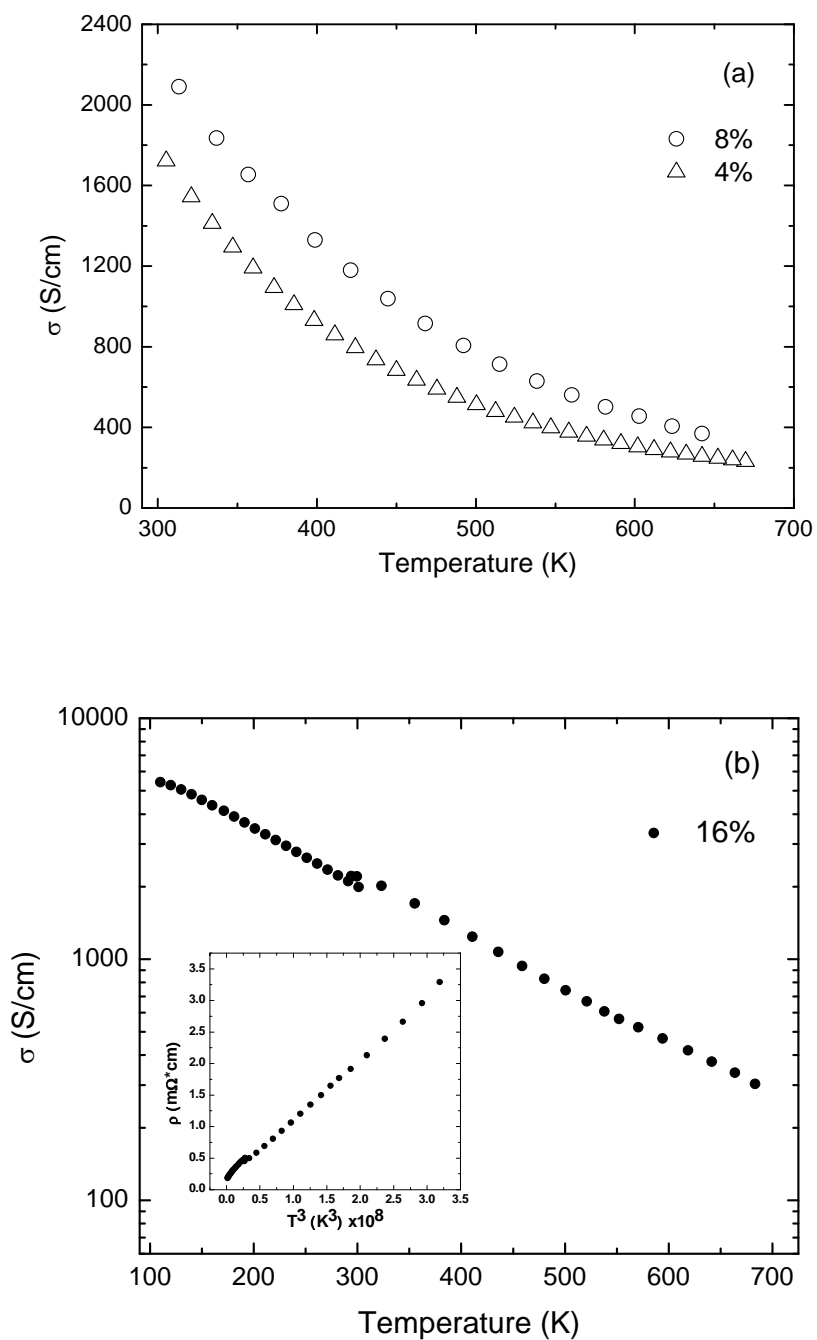 2400
(a)
2000
8%
4%
1600
1200
σ (S/cm)
800
400
0
300 400 500 600 700
Temperature (K)
10000
(b)
16%
1000
σ (S/cm)
3.5
3.0
2.5
2.0
1.5
1.0
0.5
0.0
ρ (mΩ*cm)
0.0 0.5 1.0 1.5 2.0 2.5 3.0 3.5
T³ (K³) x10⁸
100
100 200 300 400 500 600 700
Temperature (K)